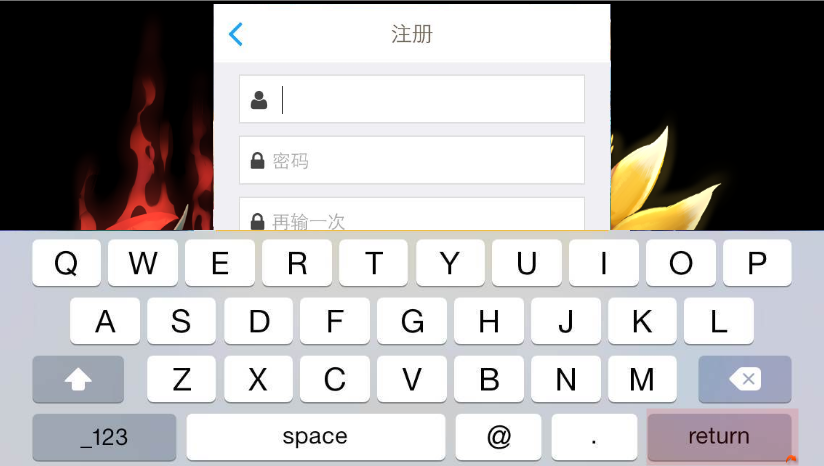 注册
密码
再输一次
Q W E R T Y U I O P
A S D F G H J K L
Z X C V B N M
_123 space @ . return